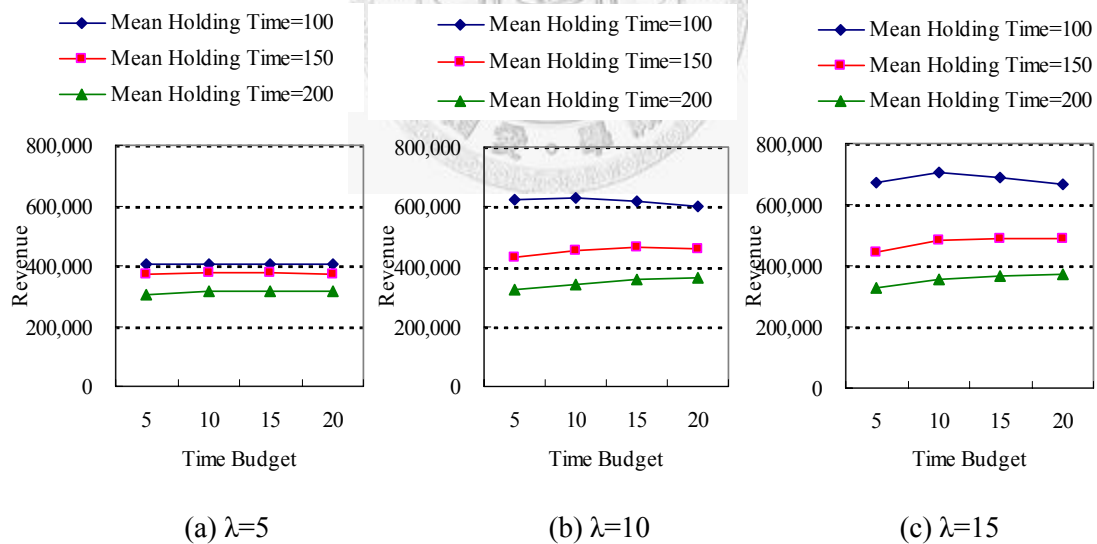 Mean Holding Time=100
Mean Holding Time=150
Mean Holding Time=200
800,000
600,000
400,000
200,000
0
Revenue
5 10 15 20
Time Budget
(a) λ=5
Mean Holding Time=100
Mean Holding Time=150
Mean Holding Time=200
800,000
600,000
400,000
200,000
0
Revenue
5 10 15 20
Time Budget
(b) λ=10
Mean Holding Time=100
Mean Holding Time=150
Mean Holding Time=200
800,000
600,000
400,000
200,000
0
Revenue
5 10 15 20
Time Budget
(c) λ=15